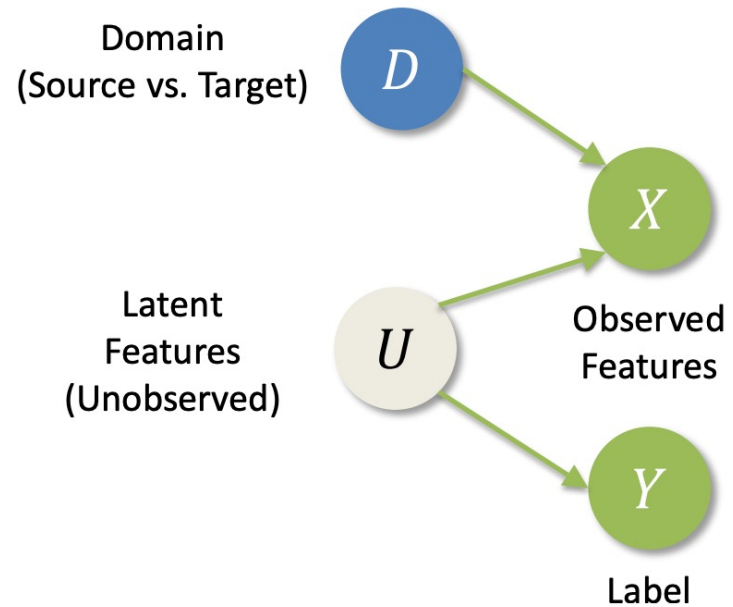 Domain
(Source vs. Target)
D
X
Latent
Features
(Unobserved)
U
Observed
Features
Y
Label